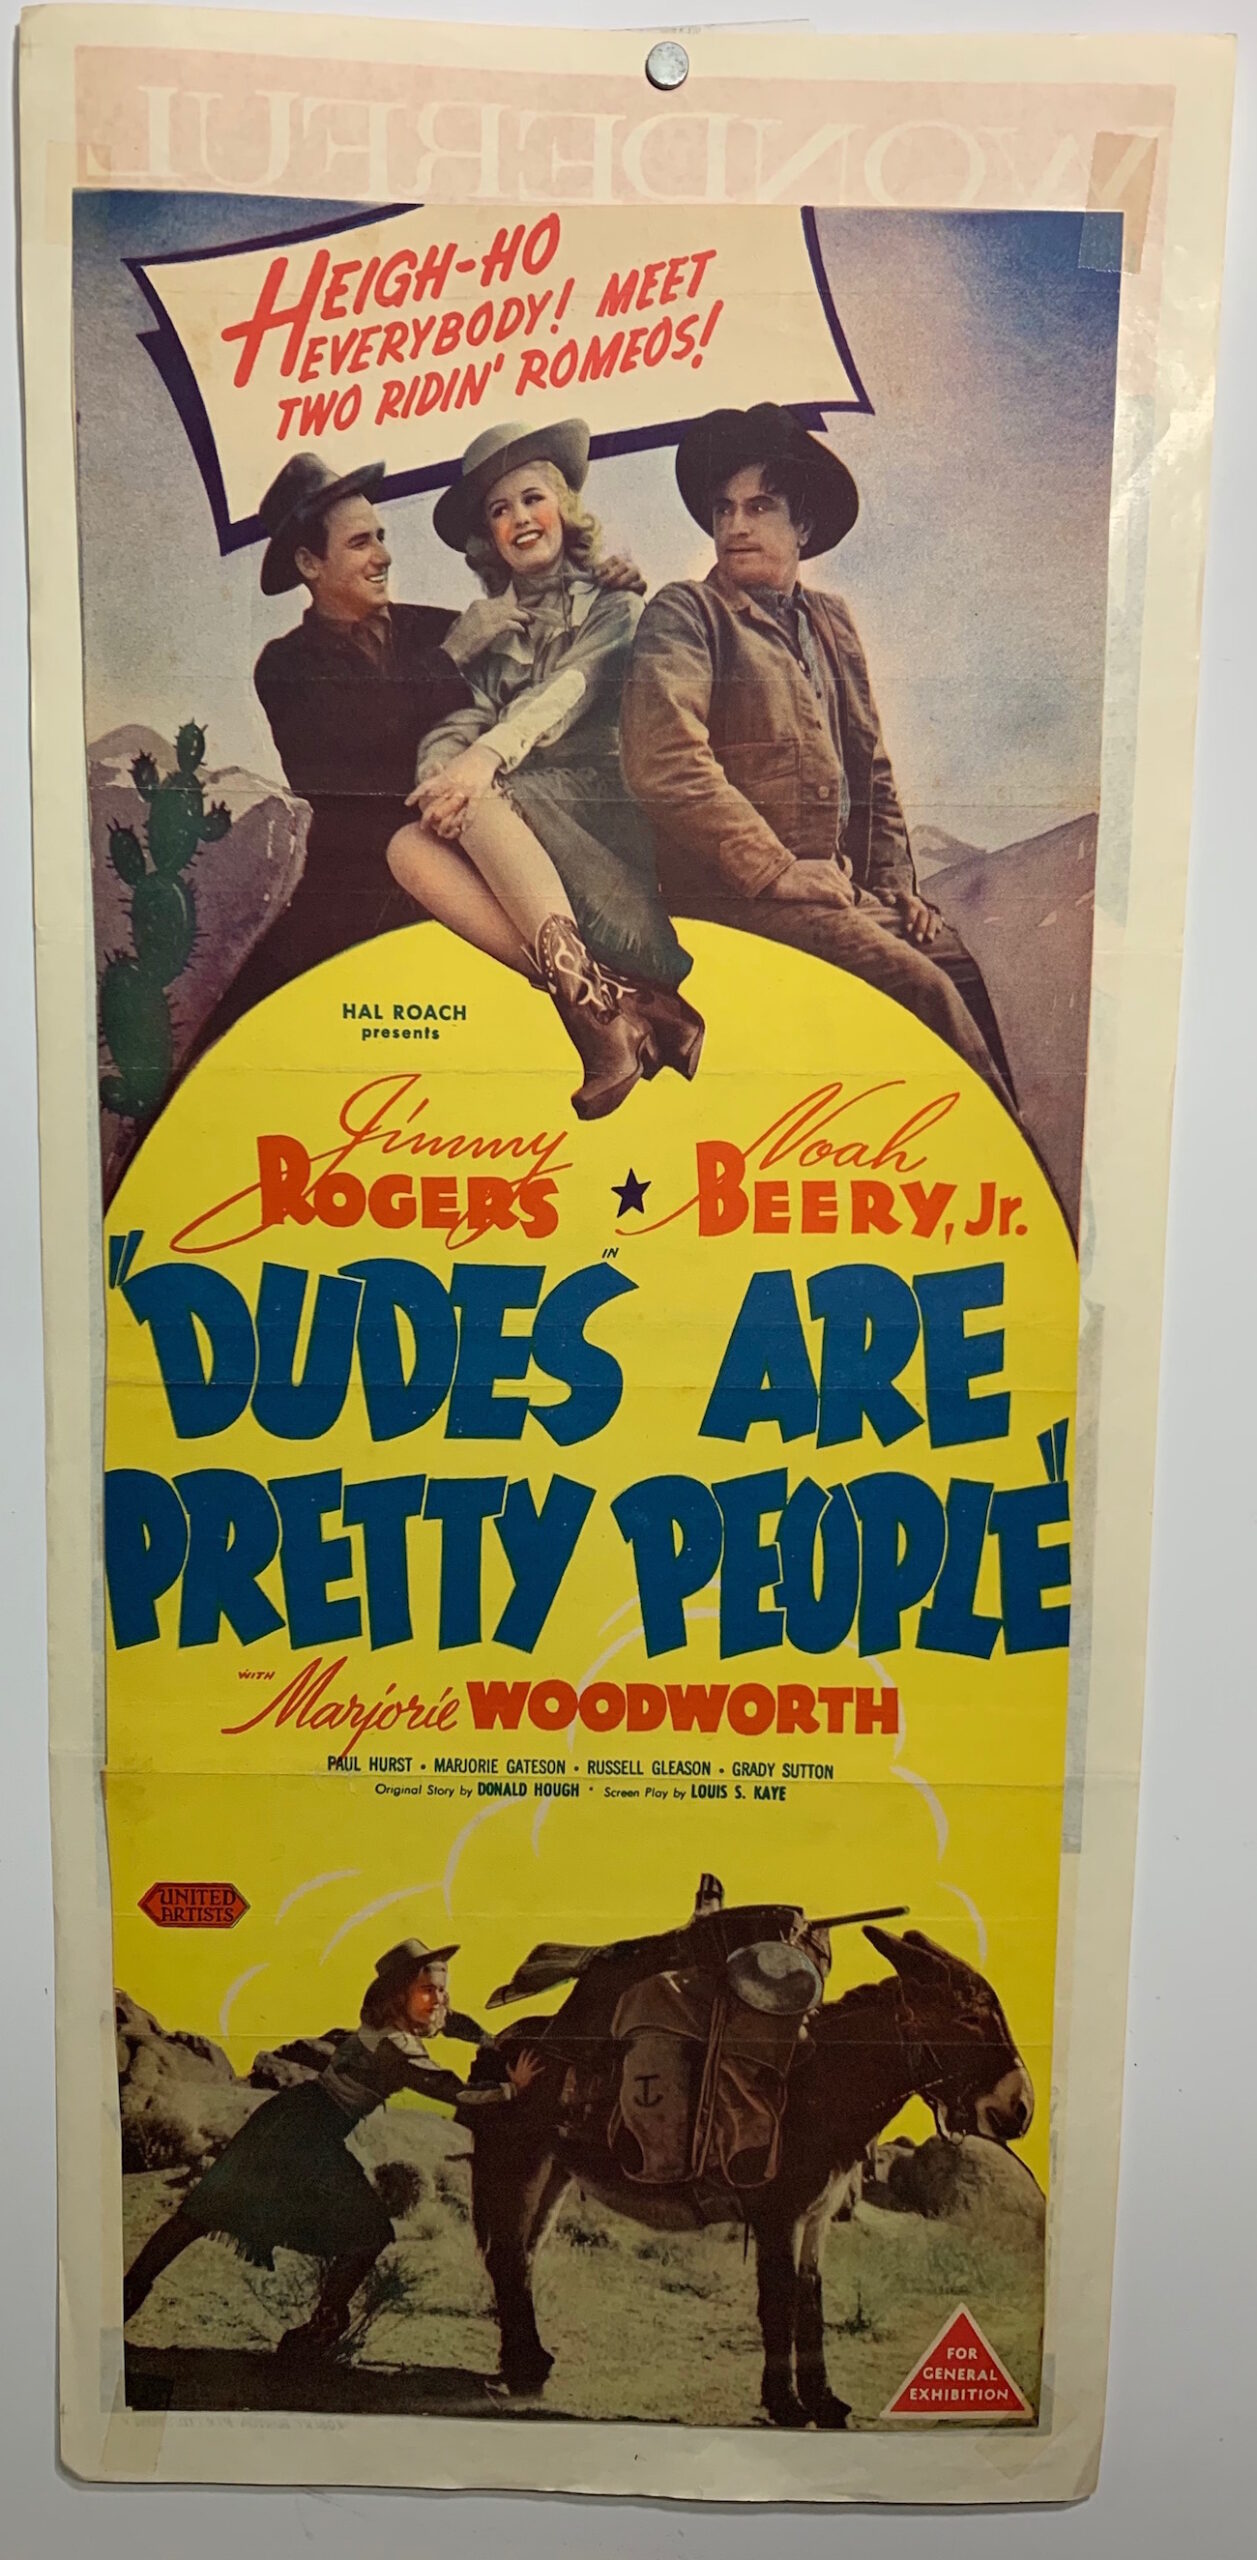 WONDERFUL
HEIGH-HO
EVERYBODY! MEET
TWO RIDIN' ROMEOS!
HAL ROACH
presents
Jimmy ROGERS ★ Noah BEERY, Jr.
IN
"DUDES ARE
PRETTY PEOPLE"
WITH Marjorie WOODWORTH
PAUL HURST • MARJORIE GATESON • RUSSELL GLEASON • GRADY SUTTON
Original Story by DONALD HOUGH • Screen Play by LOUIS S. KAYE
UNITED
ARTISTS
FOR
GENERAL
EXHIBITION